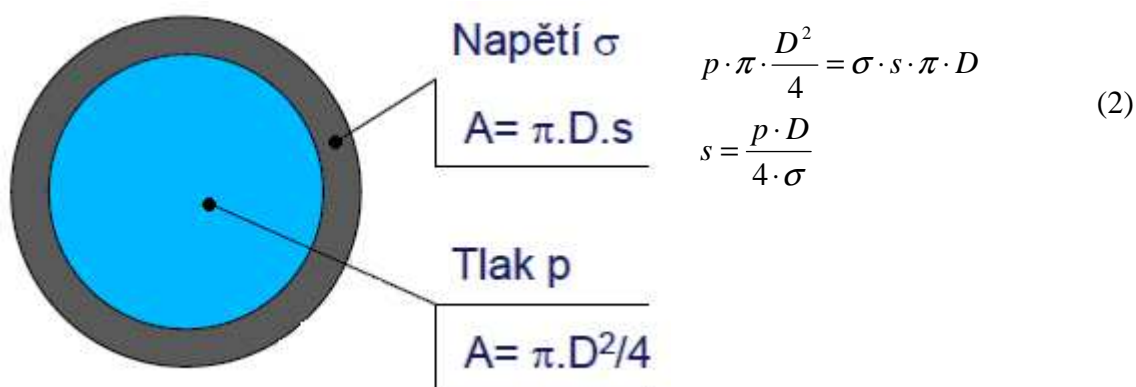 Napětí σ
A= π.D.s
Tlak p
A= π.D²/4
p · π · D²/4 = σ · s · π · D
s = p · D / 4 · σ
(2)